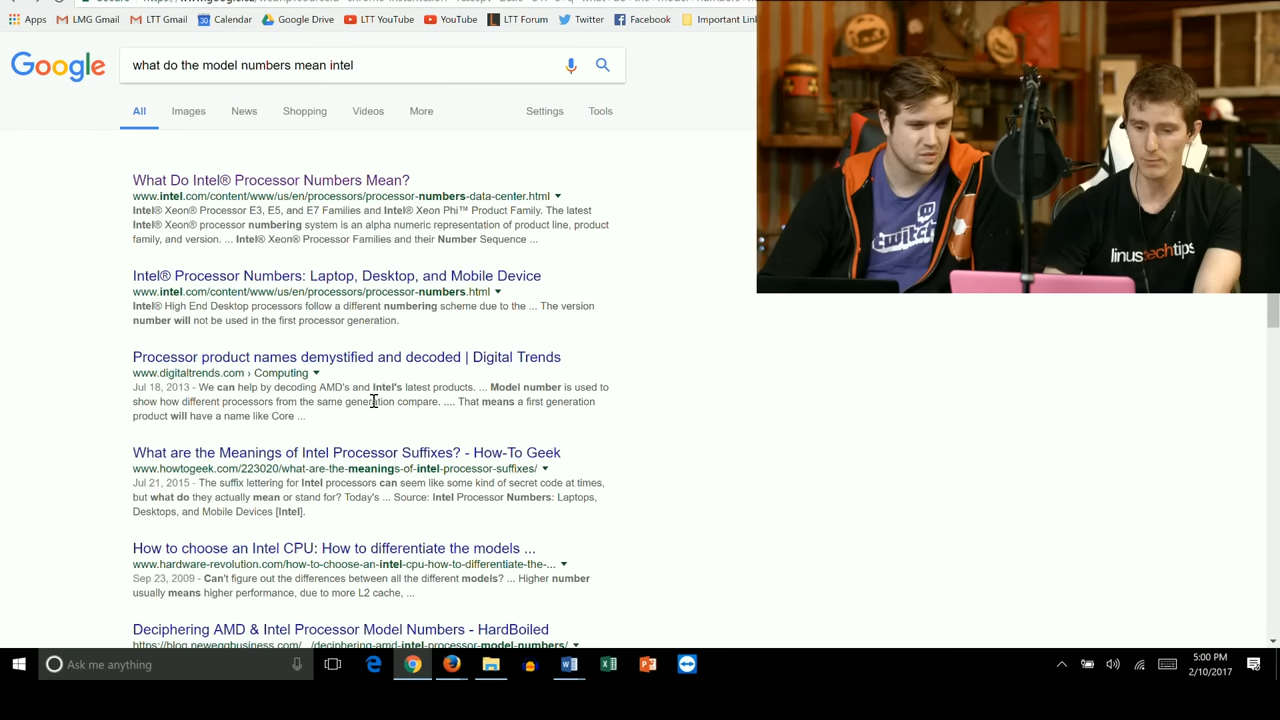 Apps LMG Gmail LTT Gmail Calendar Google Drive LTT YouTube YouTube LTT Forum Twitter Facebook Important Lin
Google
what do the model numbers mean intel
All Images News Shopping Videos More Settings Tools
What Do Intel® Processor Numbers Mean?
www.intel.com/content/www/us/en/processors/processor-numbers-data-center.html
Intel® Xeon® Processor E3, E5, and E7 Families and Intel® Xeon Phi™ Product Family. The latest
Intel® Xeon® processor numbering system is an alpha numeric representation of product line, product
family, and version. ... Intel® Xeon® Processor Families and their Number Sequence ...
Intel® Processor Numbers: Laptop, Desktop, and Mobile Device
www.intel.com/content/www/us/en/processors/processor-numbers.html
Intel® High End Desktop processors follow a different numbering scheme due to the ... The version
number will not be used in the first processor generation.
Processor product names demystified and decoded | Digital Trends
www.digitaltrends.com › Computing
Jul 18, 2013 - We can help by decoding AMD's and Intel's latest products. ... Model number is used to
show how different processors from the same generation compare. .... That means a first generation
product will have a name like Core ...
What are the Meanings of Intel Processor Suffixes? - How-To Geek
www.howtogeek.com/223020/what-are-the-meanings-of-intel-processor-suffixes/
Jul 21, 2015 - The suffix lettering for Intel processors can seem like some kind of secret code at times,
but what do they actually mean or stand for? Today's ... Source: Intel Processor Numbers: Laptops,
Desktops, and Mobile Devices [Intel].
How to choose an Intel CPU: How to differentiate the models ...
www.hardware-revolution.com/how-to-choose-an-intel-cpu-how-to-differentiate-the-...
Sep 23, 2009 - Can't figure out the differences between all the different models? ... Higher number
usually means higher performance, due to more L2 cache, ...
Deciphering AMD & Intel Processor Model Numbers - HardBoiled
https://blog.neweggbusiness.com/.../deciphering-amd-intel-processor-model-numbers/
twitch
linustechtips
Ask me anything
5:00 PM
2/10/2017